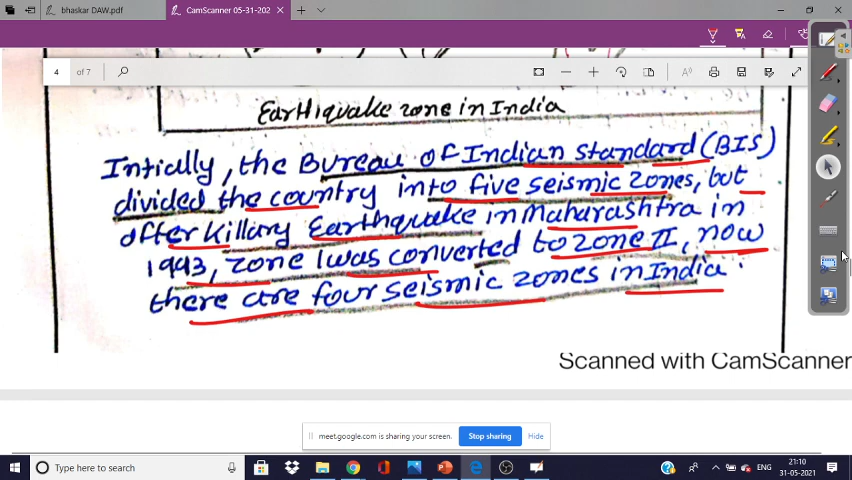 bhaskar DAW.pdf
CamScanner 05-31-202
4 of 7
EarHiquake zone in India
Intially, the Bureau of Indian standard (BIS)
divided the country into five seismic zones, but
after Killary Earthquake in Maharashtra in
1993, zone I was converted to zone II, now
there are four seismic zones in India.
Scanned with CamScanner
meet.google.com is sharing your screen. Stop sharing Hide
Type here to search
ENG
21:10
31-05-2021